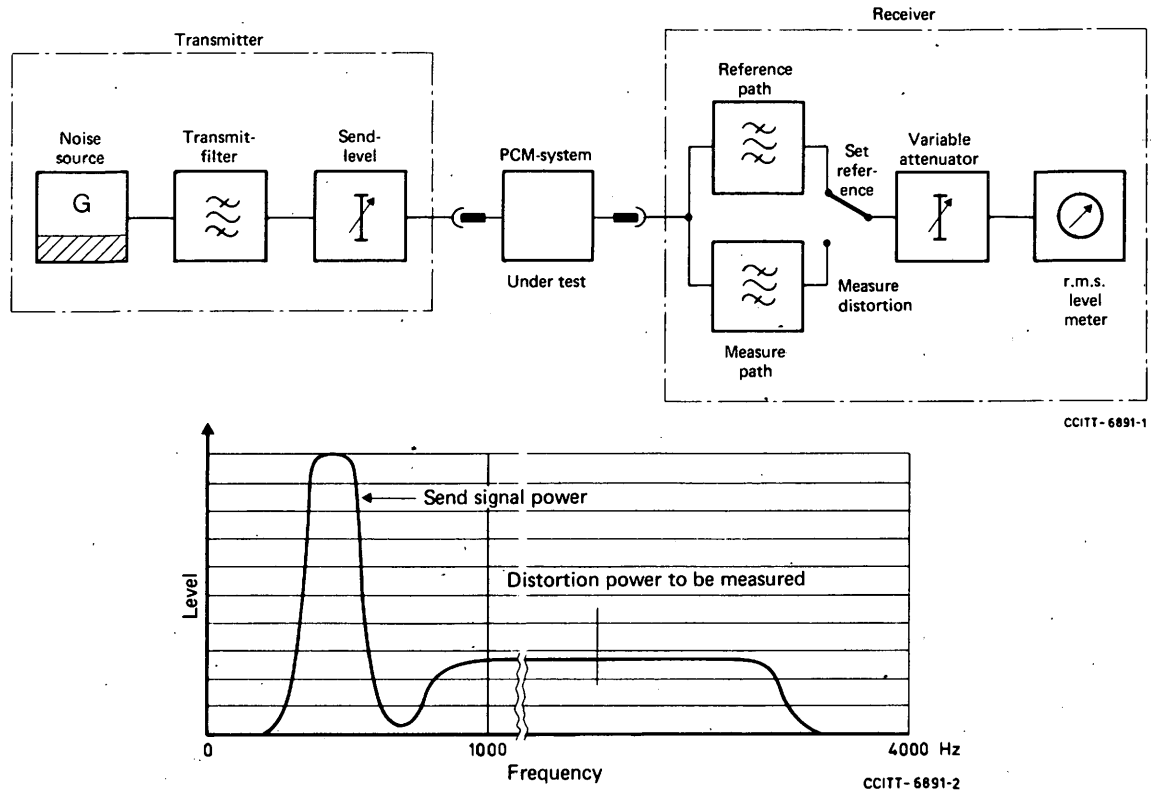 Receiver
Transmitter
Reference
path
Noise
source
Transmit-
filter
Send-
level
PCM-system
Set
refer-
ence
Variable
attenuator
G
Under test
Measure
distortion
r.m.s.
level
meter
Measure
path
CCITT - 6891-1
Send signal power
Distortion power to be measured
Level
0
1000
4000 Hz
Frequency
CCITT - 6891-2